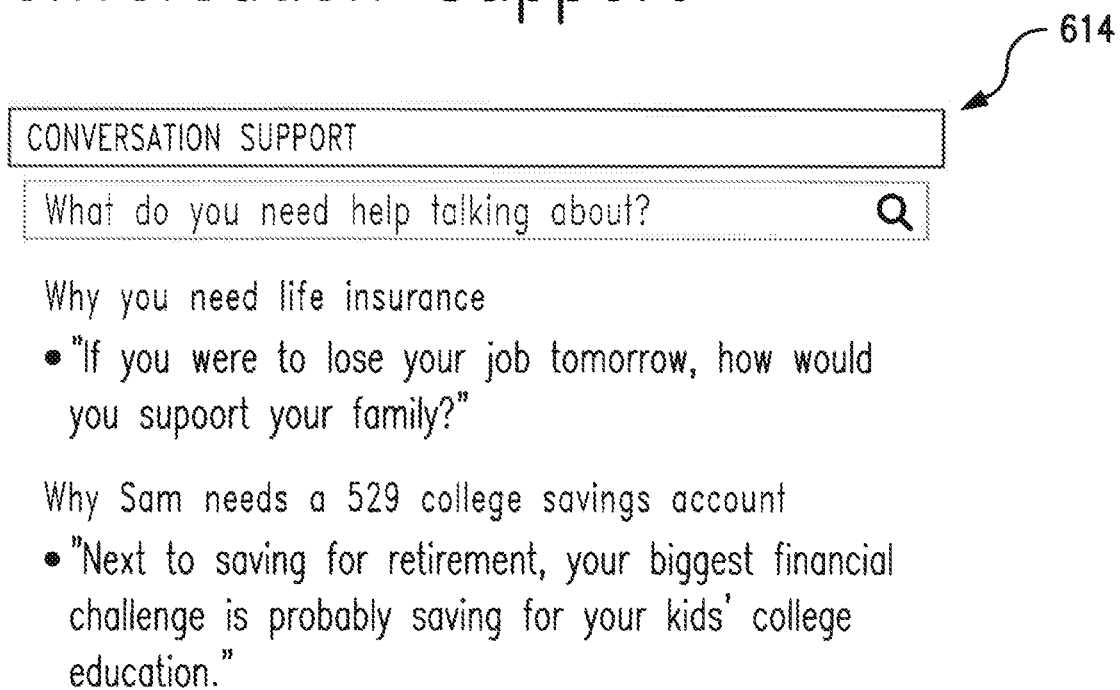 614
CONVERSATION SUPPORT
What do you need help talking about?
Why you need life insurance
• "If you were to lose your job tomorrow, how would
you supoort your family?"
Why Sam needs a 529 college savings account
• "Next to saving for retirement, your biggest financial
challenge is probably saving for your kids' college
education."